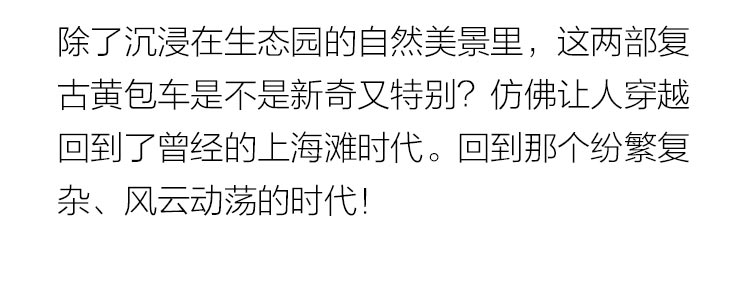 除了沉浸在生态园的自然美景里，这两部复
古黄包车是不是新奇又特别？仿佛让人穿越
回到了曾经的上海滩时代。回到那个纷繁复
杂、风云动荡的时代！